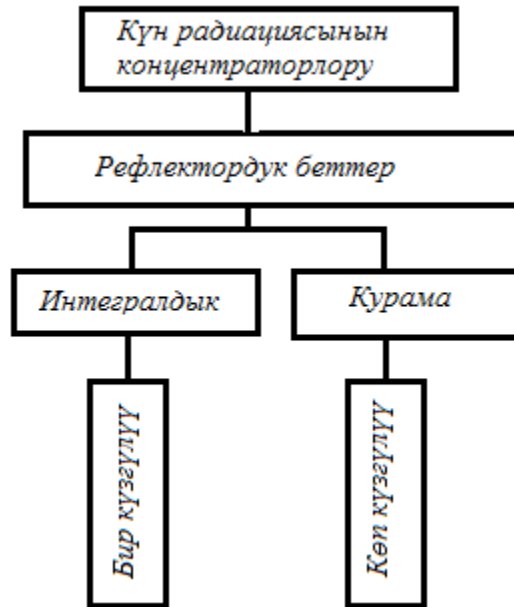 Күн радиациясынын
концентраторлору
Рефлектордук беттер
Интегралдык
Курама
Бир күзгүлүү
Көп күзгүлүү